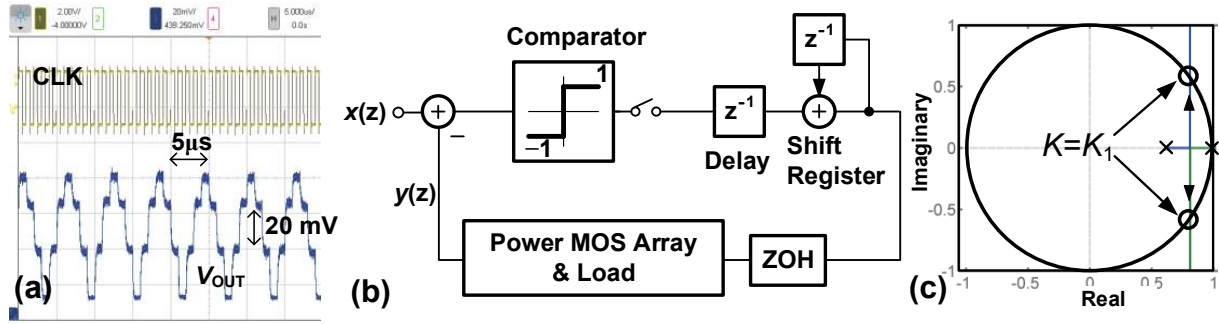 1 2.00V/ 2 3 20mV/ 4 H 5.000us/
-4.00000V 439.250mV 0.0s
CLK
5μs
20 mV
VOUT
(a)
Comparator
1
−1
x(z)
+
−
y(z)
z-1
Delay
z-1
+
Shift
Register
Power MOS Array
& Load
ZOH
(b)
1
0.5
0
-0.5
-1
Imaginary
K=K1
-1 -0.5 0 0.5 1
Real
(c)